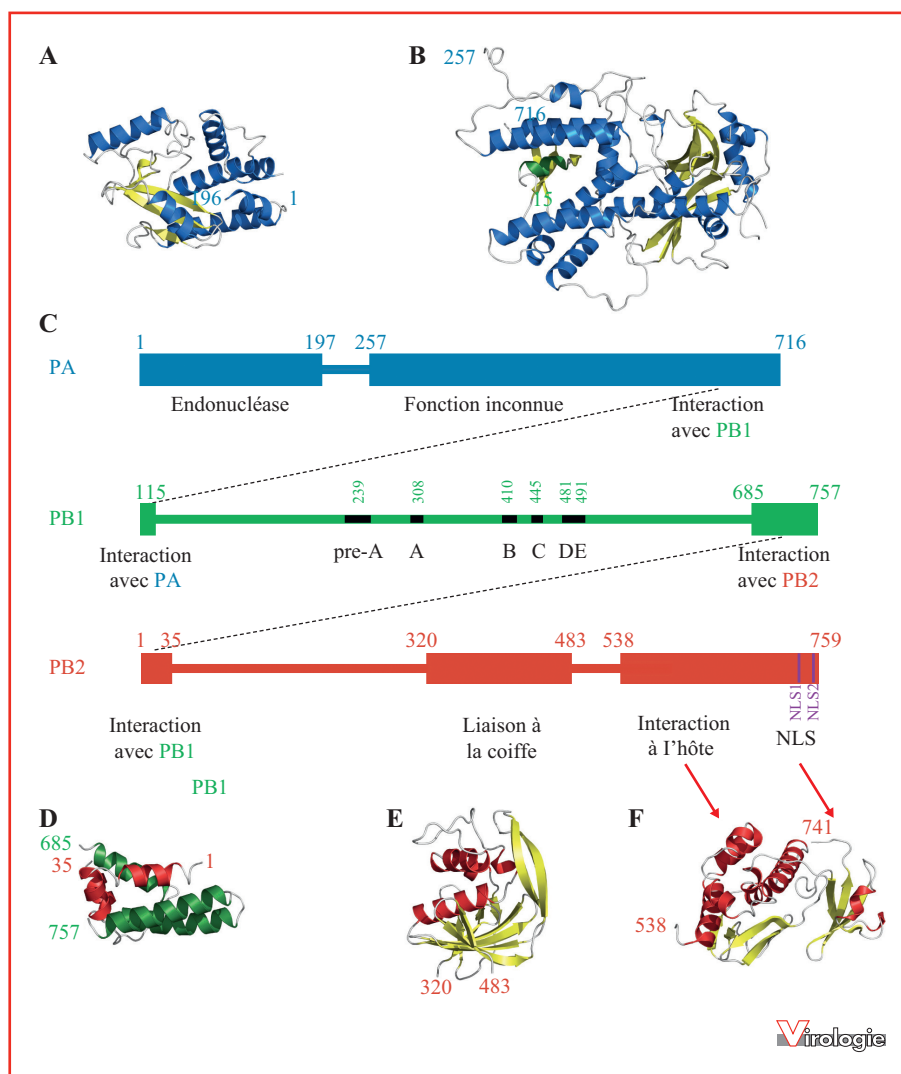 A
B
257
716
196
1
15
C
1 197 257 716
PA
Endonucléase Fonction inconnue Interaction
avec PB1
115 239 308 410 445 481 491 685 757
PB1
pre-A A B C DE
Interaction
avec PA
Interaction
avec PB2
1 35 320 483 538 759
PB2
NLS1
NLS2
Interaction
avec PB1
Liaison à
la coiffe
Interaction
à I'hôte
NLS
PB1
D
E
F
685
35
1
757
320 483
741
538
Virologie